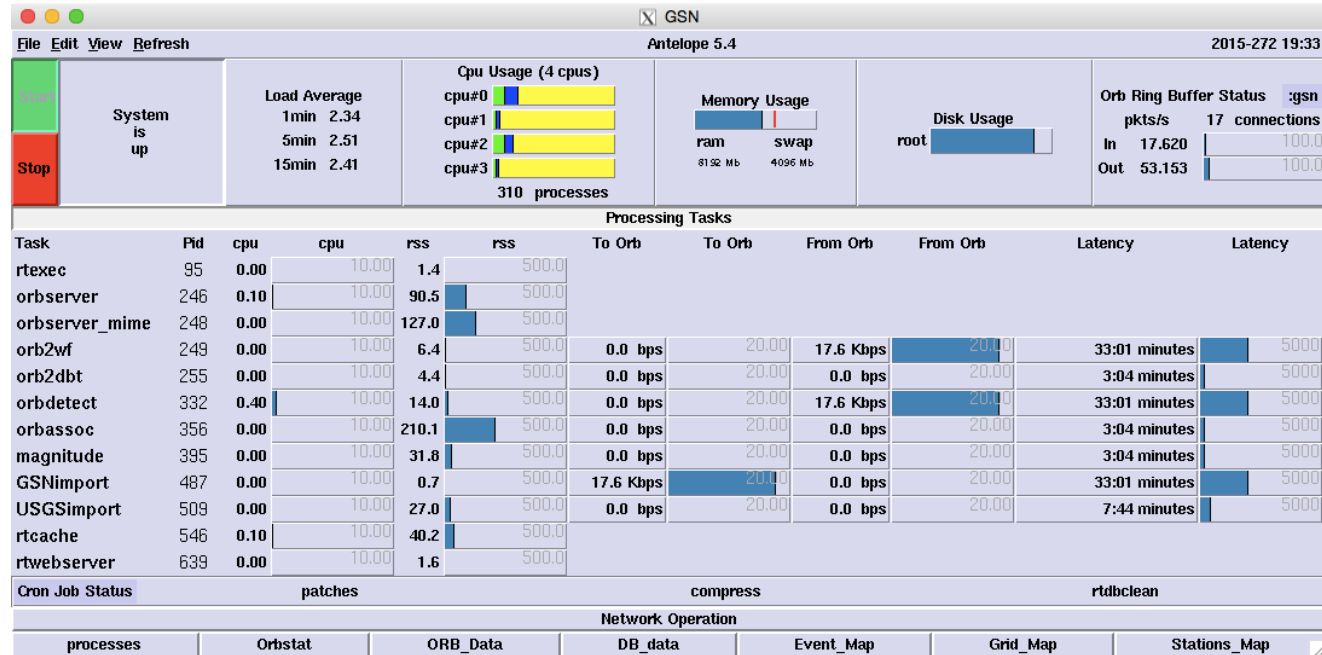 GSN
File Edit View Refresh Antelope 5.4 2015-272 19:33
Start
Stop
System
is
up
Load Average
1min 2.34
5min 2.51
15min 2.41
Cpu Usage (4 cpus)
cpu#0
cpu#1
cpu#2
cpu#3
310 processes
Memory Usage
ram swap
8192 Mb 4096 Mb
Disk Usage
root
Orb Ring Buffer Status :gsn
pkts/s 17 connections
In 17.620 100.0
Out 53.153 100.0
Processing Tasks
Task Pid cpu cpu rss rss To Orb To Orb From Orb From Orb Latency Latency
rtexec 95 0.00 10.00 1.4 500.0
orbserver 246 0.10 10.00 90.5 500.0
orbserver_mime 248 0.00 10.00 127.0 500.0
orb2wf 249 0.00 10.00 6.4 500.0 0.0 bps 20.00 17.6 Kbps 20.00 33:01 minutes 5000
orb2dbt 255 0.00 10.00 4.4 500.0 0.0 bps 20.00 0.0 bps 20.00 3:04 minutes 5000
orbdetect 332 0.40 10.00 14.0 500.0 0.0 bps 20.00 17.6 Kbps 20.00 33:01 minutes 5000
orbassoc 356 0.00 10.00 210.1 500.0 0.0 bps 20.00 0.0 bps 20.00 3:04 minutes 5000
magnitude 395 0.00 10.00 31.8 500.0 0.0 bps 20.00 0.0 bps 20.00 3:04 minutes 5000
GSNimport 487 0.00 10.00 0.7 500.0 17.6 Kbps 20.00 0.0 bps 20.00 33:01 minutes 5000
USGSimport 509 0.00 10.00 27.0 500.0 0.0 bps 20.00 0.0 bps 20.00 7:44 minutes 5000
rtcache 546 0.10 10.00 40.2 500.0
rtwebserver 639 0.00 10.00 1.6 500.0
Cron Job Status patches compress rtdbclean
Network Operation
processes Orbstat ORB_Data DB_data Event_Map Grid_Map Stations_Map